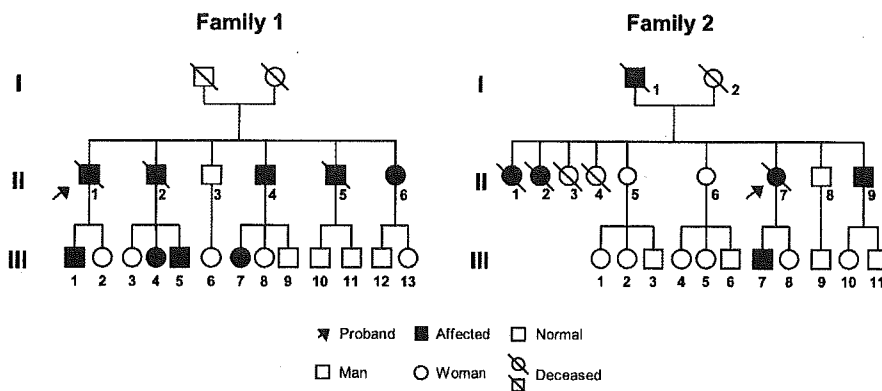 Family 1 Family 2
I
1 2
II
1 2 3 4 5 6
1 2 3 4 5 6 7 8 9
III
1 2 3 4 5 6 7 8 9 10 11 12 13
1 2 3 4 5 6 7 8 9 10 11
Proband Affected Normal
Man Woman Deceased